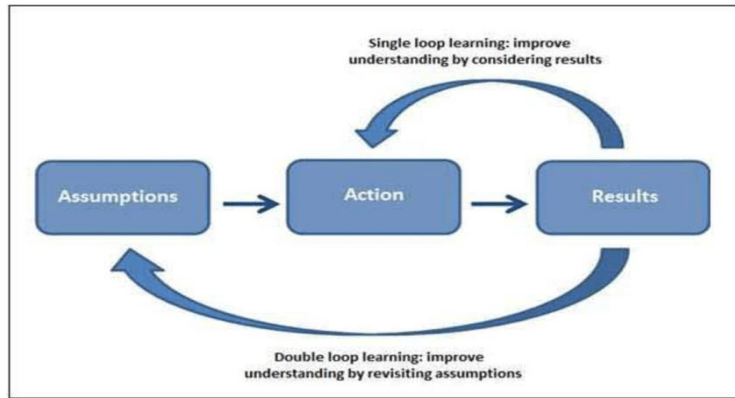 Single loop learning: improve
understanding by considering results
Assumptions
Action
Results
Double loop learning: improve
understanding by revisiting assumptions